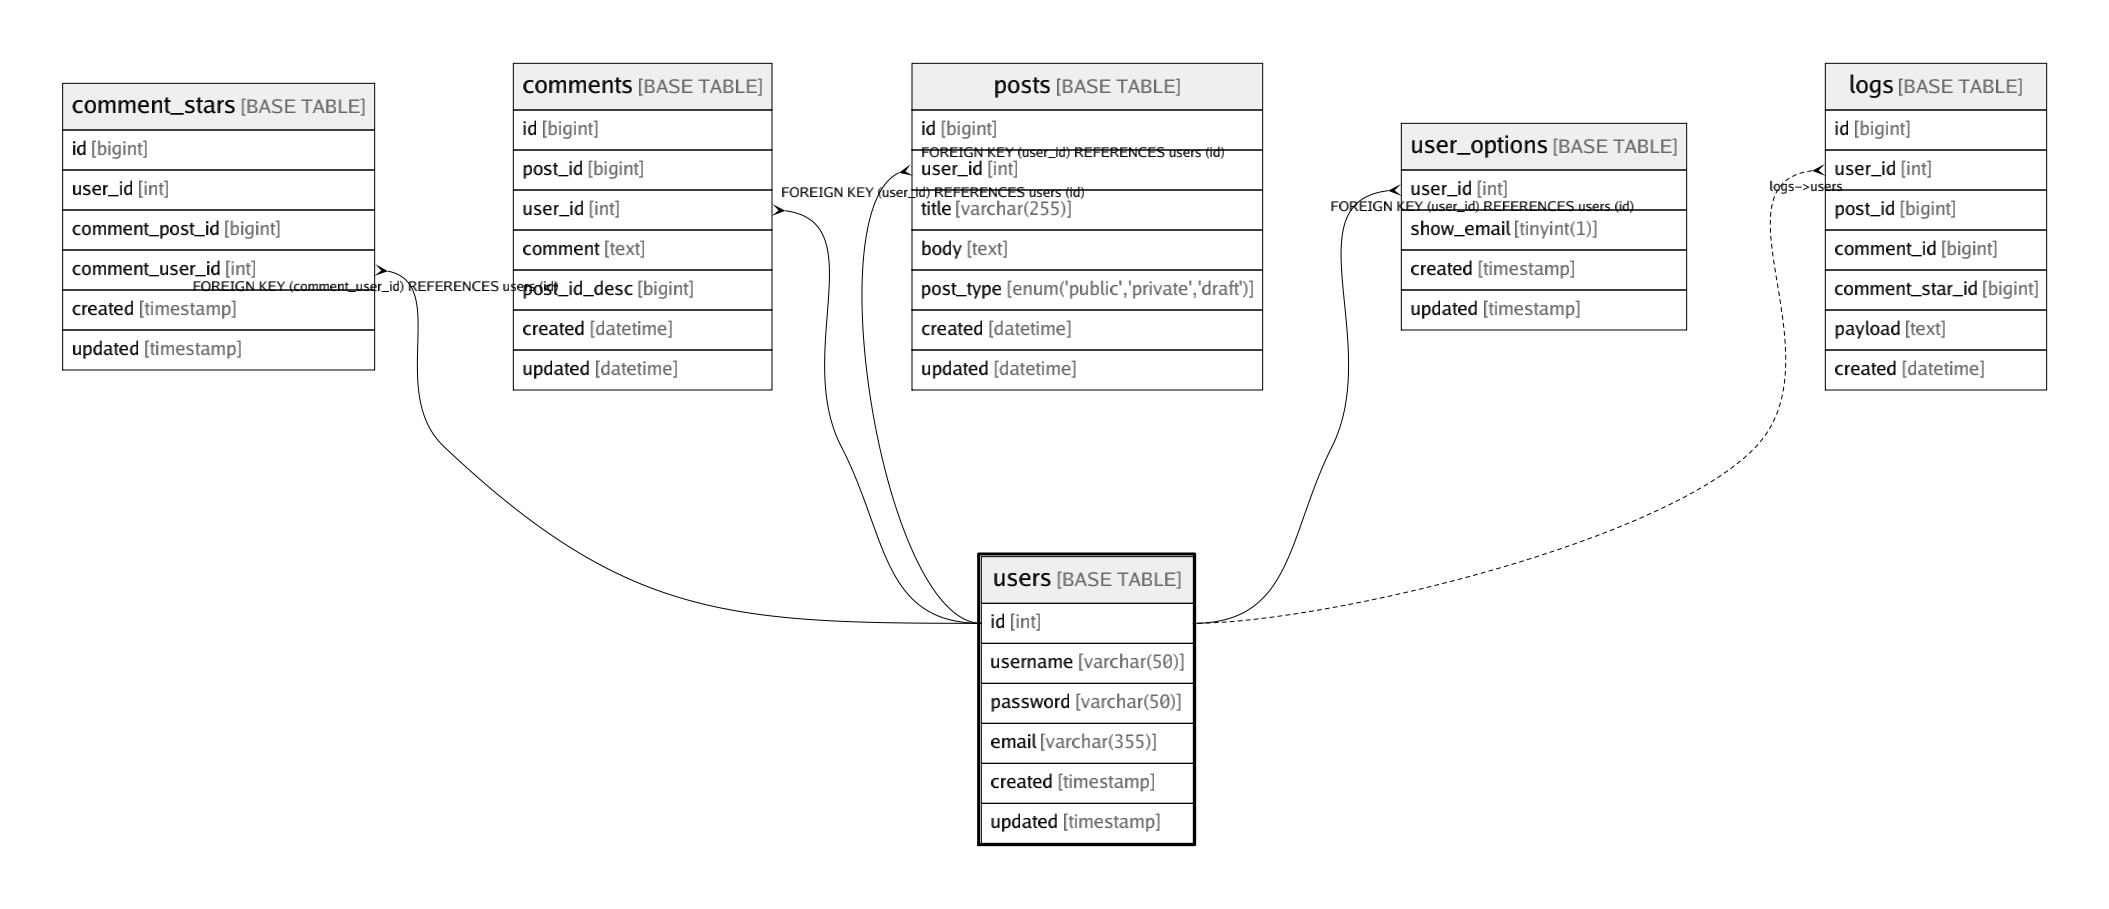 comment_stars [BASE TABLE]
id [bigint]
user_id [int]
comment_post_id [bigint]
comment_user_id [int]
created [timestamp]
updated [timestamp]
FOREIGN KEY (comment_user_id) REFERENCES users (id)
comments [BASE TABLE]
id [bigint]
post_id [bigint]
user_id [int]
comment [text]
post_id_desc [bigint]
created [datetime]
updated [datetime]
FOREIGN KEY (user_id) REFERENCES users (id)
posts [BASE TABLE]
id [bigint]
user_id [int]
title [varchar(255)]
body [text]
post_type [enum('public','private','draft')]
created [datetime]
updated [datetime]
FOREIGN KEY (user_id) REFERENCES users (id)
user_options [BASE TABLE]
user_id [int]
show_email [tinyint(1)]
created [timestamp]
updated [timestamp]
FOREIGN KEY (user_id) REFERENCES users (id)
logs [BASE TABLE]
id [bigint]
user_id [int]
post_id [bigint]
comment_id [bigint]
comment_star_id [bigint]
payload [text]
created [datetime]
logs->users
users [BASE TABLE]
id [int]
username [varchar(50)]
password [varchar(50)]
email [varchar(355)]
created [timestamp]
updated [timestamp]